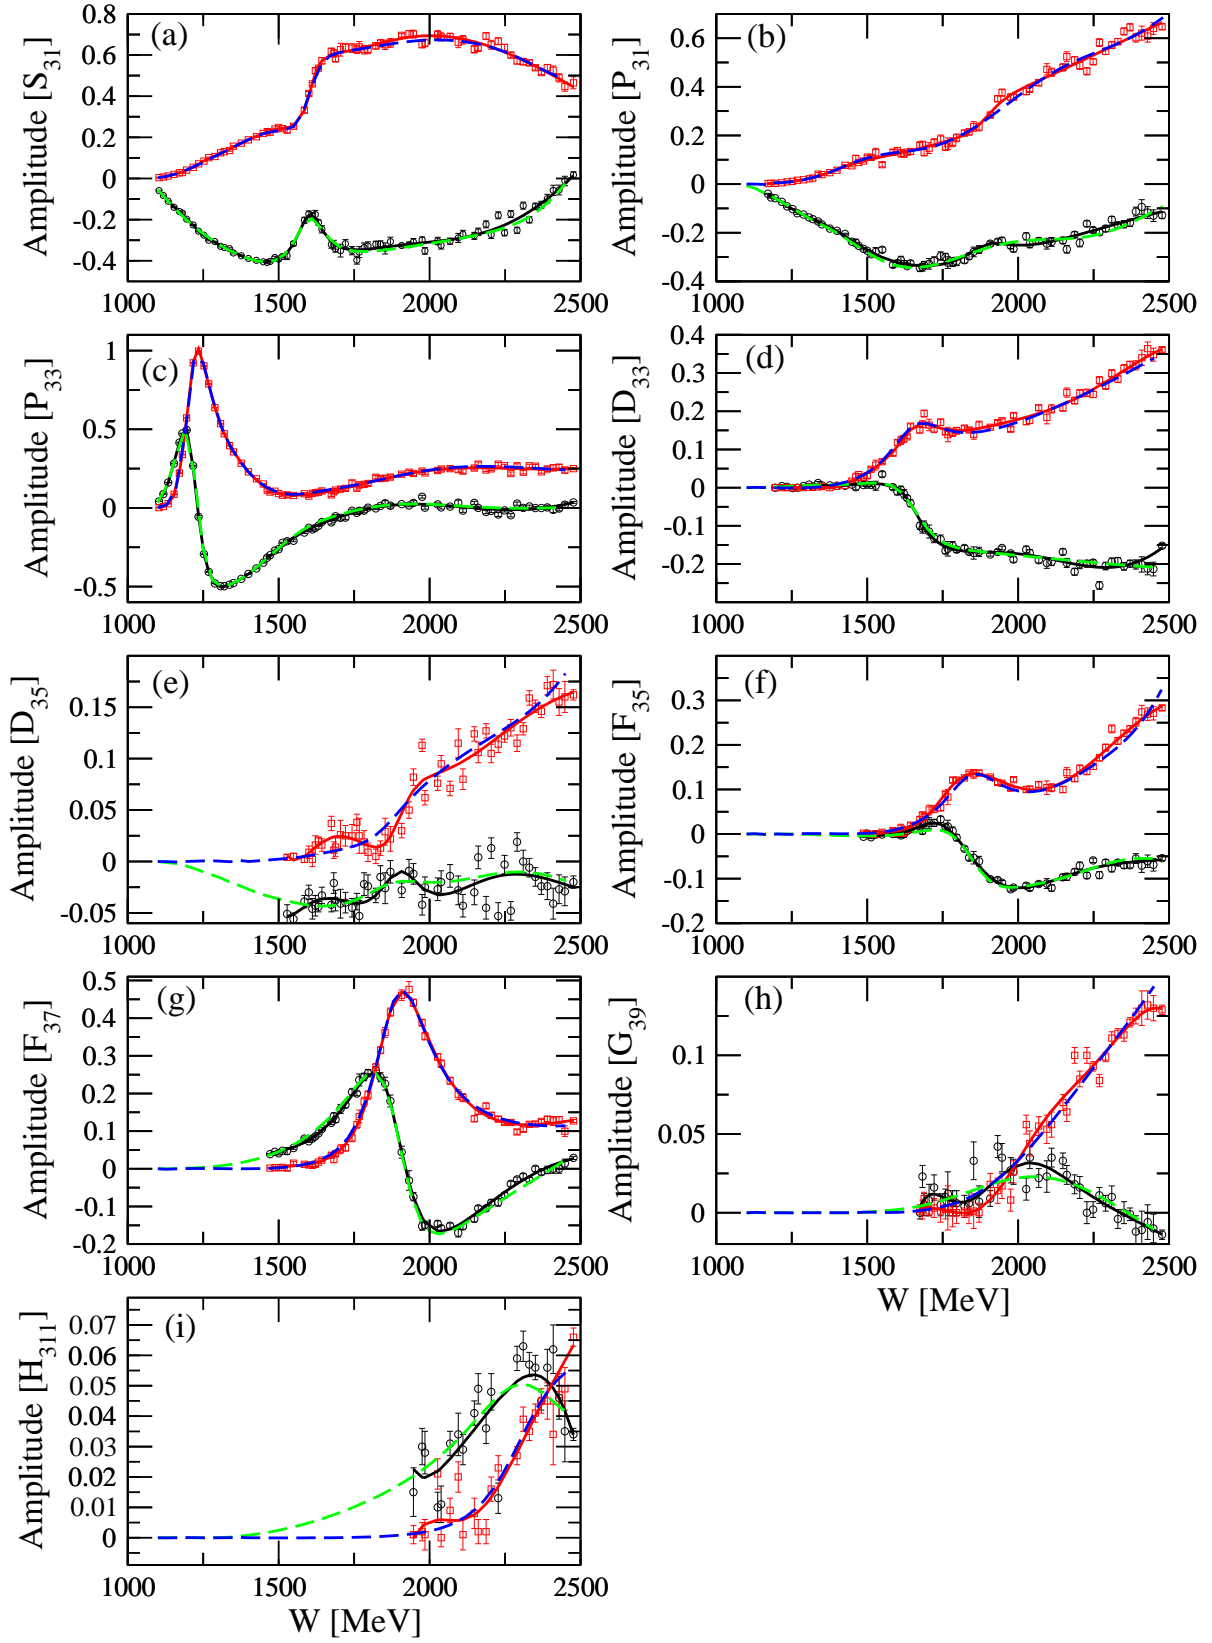 (a)
Amplitude [S31]
0.8
0.6
0.4
0.2
0
-0.2
-0.4
1000 1500 2000 2500
(b)
Amplitude [P31]
0.6
0.4
0.2
0
-0.2
-0.4
1000 1500 2000 2500
(c)
Amplitude [P33]
1
0.5
0
-0.5
1000 1500 2000 2500
(d)
Amplitude [D33]
0.4
0.3
0.2
0.1
0
-0.1
-0.2
1000 1500 2000 2500
(e)
Amplitude [D35]
0.15
0.1
0.05
0
-0.05
1000 1500 2000 2500
(f)
Amplitude [F35]
0.3
0.2
0.1
0
-0.1
-0.2
1000 1500 2000 2500
(g)
Amplitude [F37]
0.5
0.4
0.3
0.2
0.1
0
-0.1
-0.2
1000 1500 2000 2500
(h)
Amplitude [G39]
0.1
0.05
0
1000 1500 2000 2500
W [MeV]
(i)
Amplitude [H311]
0.07
0.06
0.05
0.04
0.03
0.02
0.01
0
1000 1500 2000 2500
W [MeV]